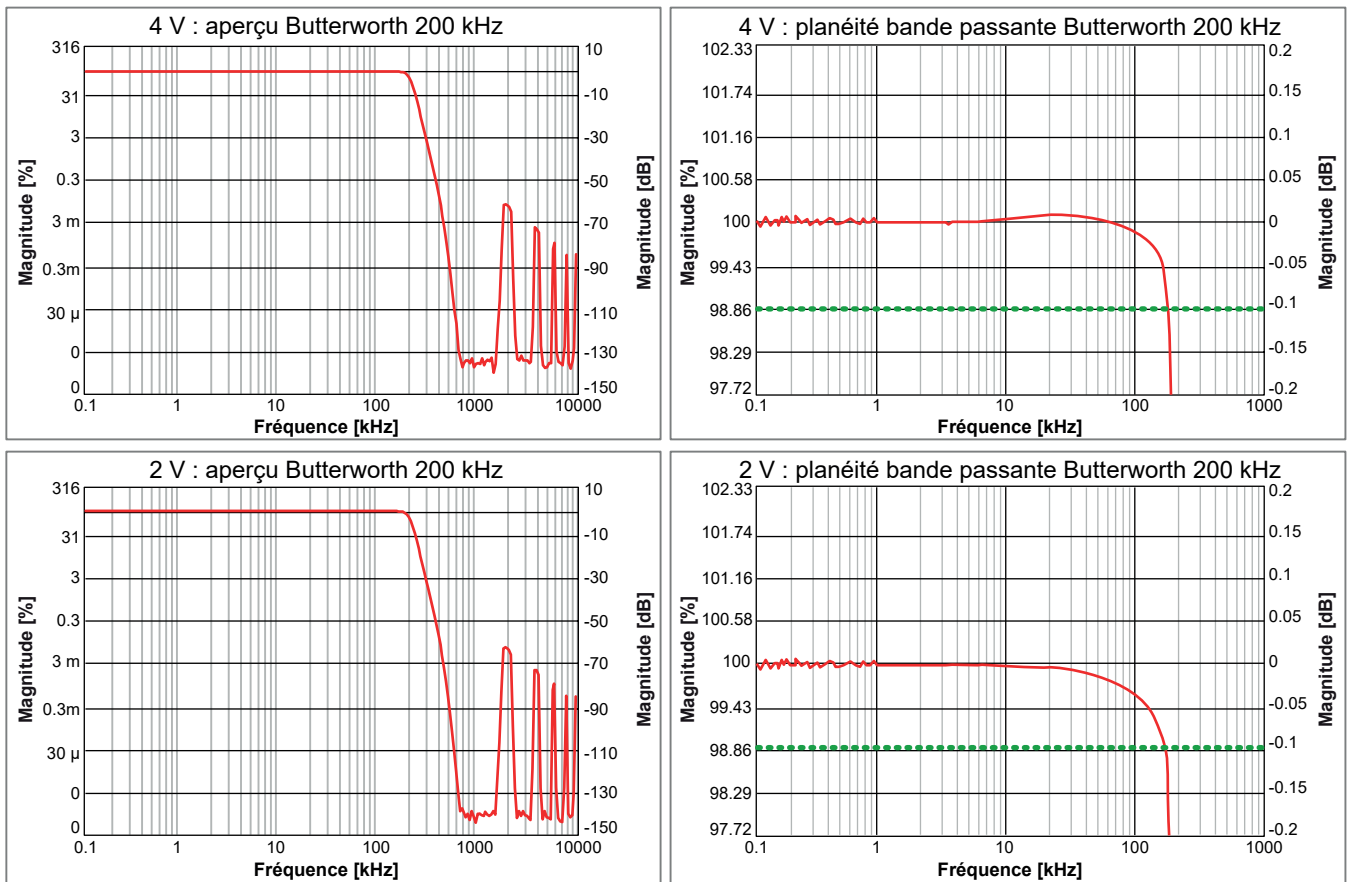 4 V : aperçu Butterworth 200 kHz
316
31
3
0.3
3 m
0.3m
30 µ
0
0
Magnitude [%]
10
-10
-30
-50
-70
-90
-110
-130
-150
Magnitude [dB]
0.1 1 10 100 1000 10000
Fréquence [kHz]
4 V : planéité bande passante Butterworth 200 kHz
102.33
101.74
101.16
100.58
100
99.43
98.86
98.29
97.72
Magnitude [%]
0.2
0.15
0.1
0.05
0
-0.05
-0.1
-0.15
-0.2
Magnitude [dB]
0.1 1 10 100 1000
Fréquence [kHz]
2 V : aperçu Butterworth 200 kHz
316
31
3
0.3
3 m
0.3m
30 µ
0
0
Magnitude [%]
10
-10
-30
-50
-70
-90
-110
-130
-150
Magnitude [dB]
0.1 1 10 100 1000 10000
Fréquence [kHz]
2 V : planéité bande passante Butterworth 200 kHz
102.33
101.74
101.16
100.58
100
99.43
98.86
98.29
97.72
Magnitude [%]
0.2
0.15
0.1
0.05
0
-0.05
-0.1
-0.15
-0.2
Magnitude [dB]
0.1 1 10 100 1000
Fréquence [kHz]